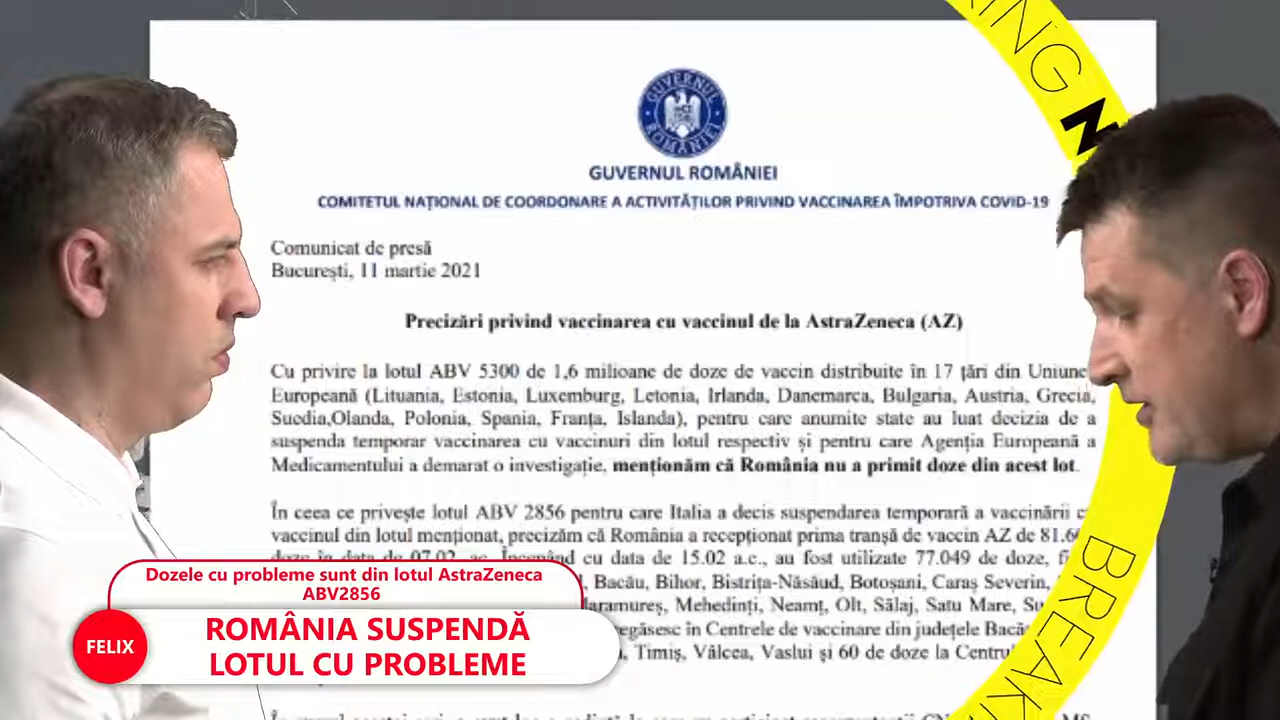 GUVERNUL ROMÂNIEI
GUVERNUL ROMÂNIEI
COMITETUL NAȚIONAL DE COORDONARE A ACTIVITĂȚILOR PRIVIND VACCINAREA ÎMPOTRIVA COVID-19
Comunicat de presă
București, 11 martie 2021
Precizări privind vaccinarea cu vaccinul de la AstraZeneca (AZ)
Cu privire la lotul ABV 5300 de 1,6 milioane de doze de vaccin distribuite în 17 țări din
Europeană (Lituania, Estonia, Luxemburg, Letonia, Irlanda, Danemarca, Bulgaria, Austria, Grecia,
Suedia,Olanda, Polonia, Spania, Franța, Islanda), pentru care anumite state au luat decizia de a
suspenda temporar vaccinarea cu vaccinuri din lotul respectiv și pentru care Agenția Europeană a
Medicamentului a demarat o investigație, menționăm că România nu a primit doze din acest lot.
În ceea ce privește lotul ABV 2856 pentru care Italia a decis suspendarea temporară a vaccinării
vaccinul din lotul menționat, precizăm că România a recepționat prima tranșă de vaccin AZ de
doze în data de 07.02. ac. Începând cu data de 15.02 a.c., au fost utilizate 77.049 de doze,
Bacău, Bihor, Bistrița-Năsăud, Botoșani, Caraș Severin,
Mehedinți, Neamț, Olt, Sălaj, Satu Mare,
în Centrele de vaccinare din județele
Timiș, Vâlcea, Vaslui și 60 de doze la
Dozele cu probleme sunt din lotul AstraZeneca
ABV2856
FELIX
ROMÂNIA SUSPENDĂ
LOTUL CU PROBLEME